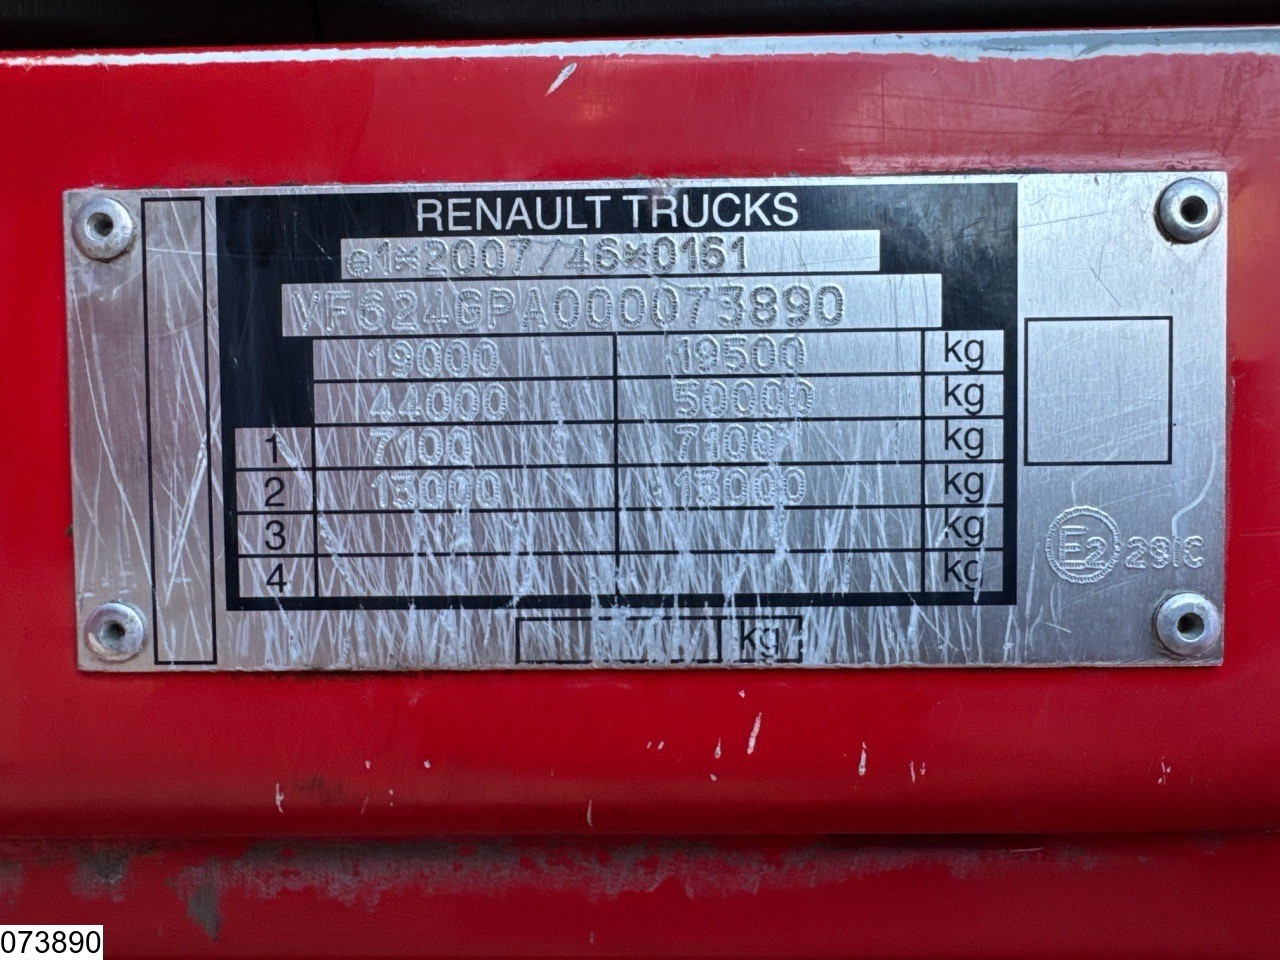 RENAULT TRUCKS
e1*2007/46*0161
VF624GPA000073890
19000 19500 kg
44000 50000 kg
1 7100 7100 kg
2 13000 13000 kg
3 kg
4 kg
E2 29IC
kg
073890